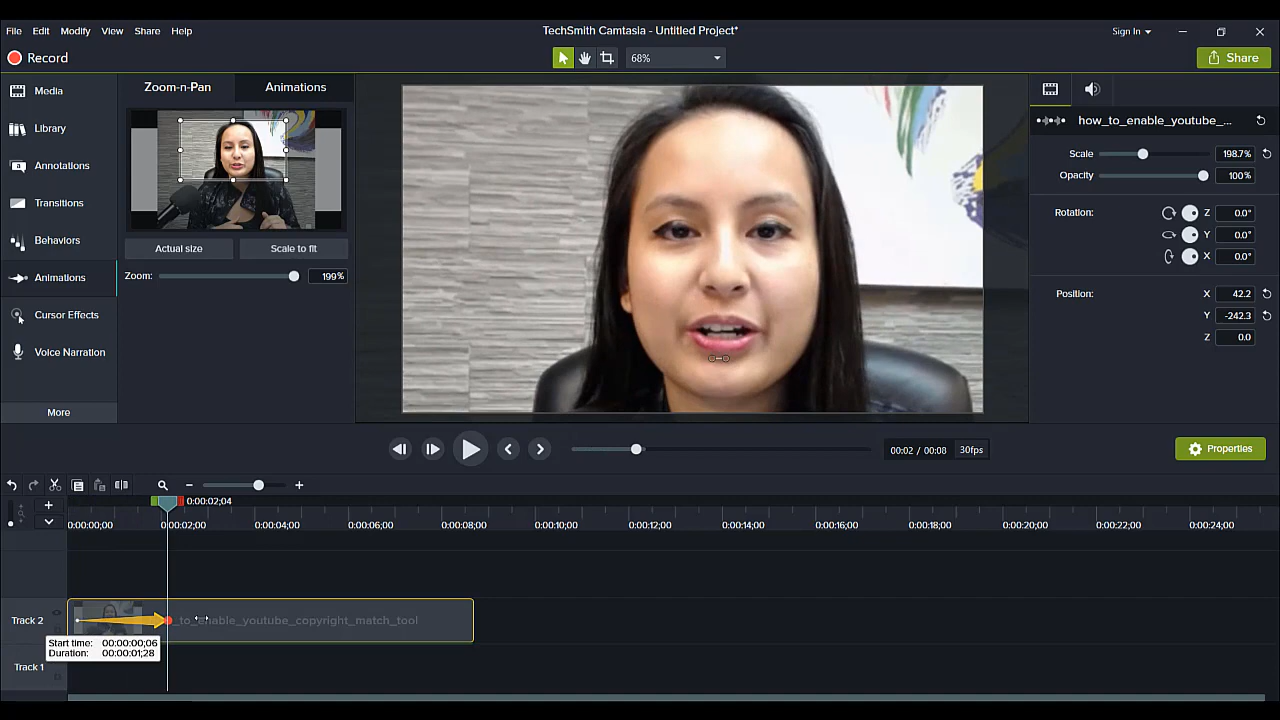 TechSmith Camtasia - Untitled Project*
File Edit Modify View Share Help
Sign In
Record
68%
Share
Media
Library
Annotations
Transitions
Behaviors
Animations
Cursor Effects
Voice Narration
More
Zoom-n-Pan Animations
Actual size Scale to fit
Zoom: 199%
how_to_enable_youtube_...
Scale 198.7%
Opacity 100%
Rotation: Z 0.0°
Y 0.0°
X 0.0°
Position: X 42.2
Y -242.3
Z 0.0
00:02 / 00:08 30fps
Properties
0:00:02;04
0:00:00;00 0:00:02;00 0:00:04;00 0:00:06;00 0:00:08;00 0:00:10;00 0:00:12;00 0:00:14;00 0:00:16;00 0:00:18;00 0:00:20;00 0:00:22;00 0:00:24;00
Track 2
_to_enable_youtube_copyright_match_tool
Start time: 00:00:00;06
Duration: 00:00:01;28
Track 1